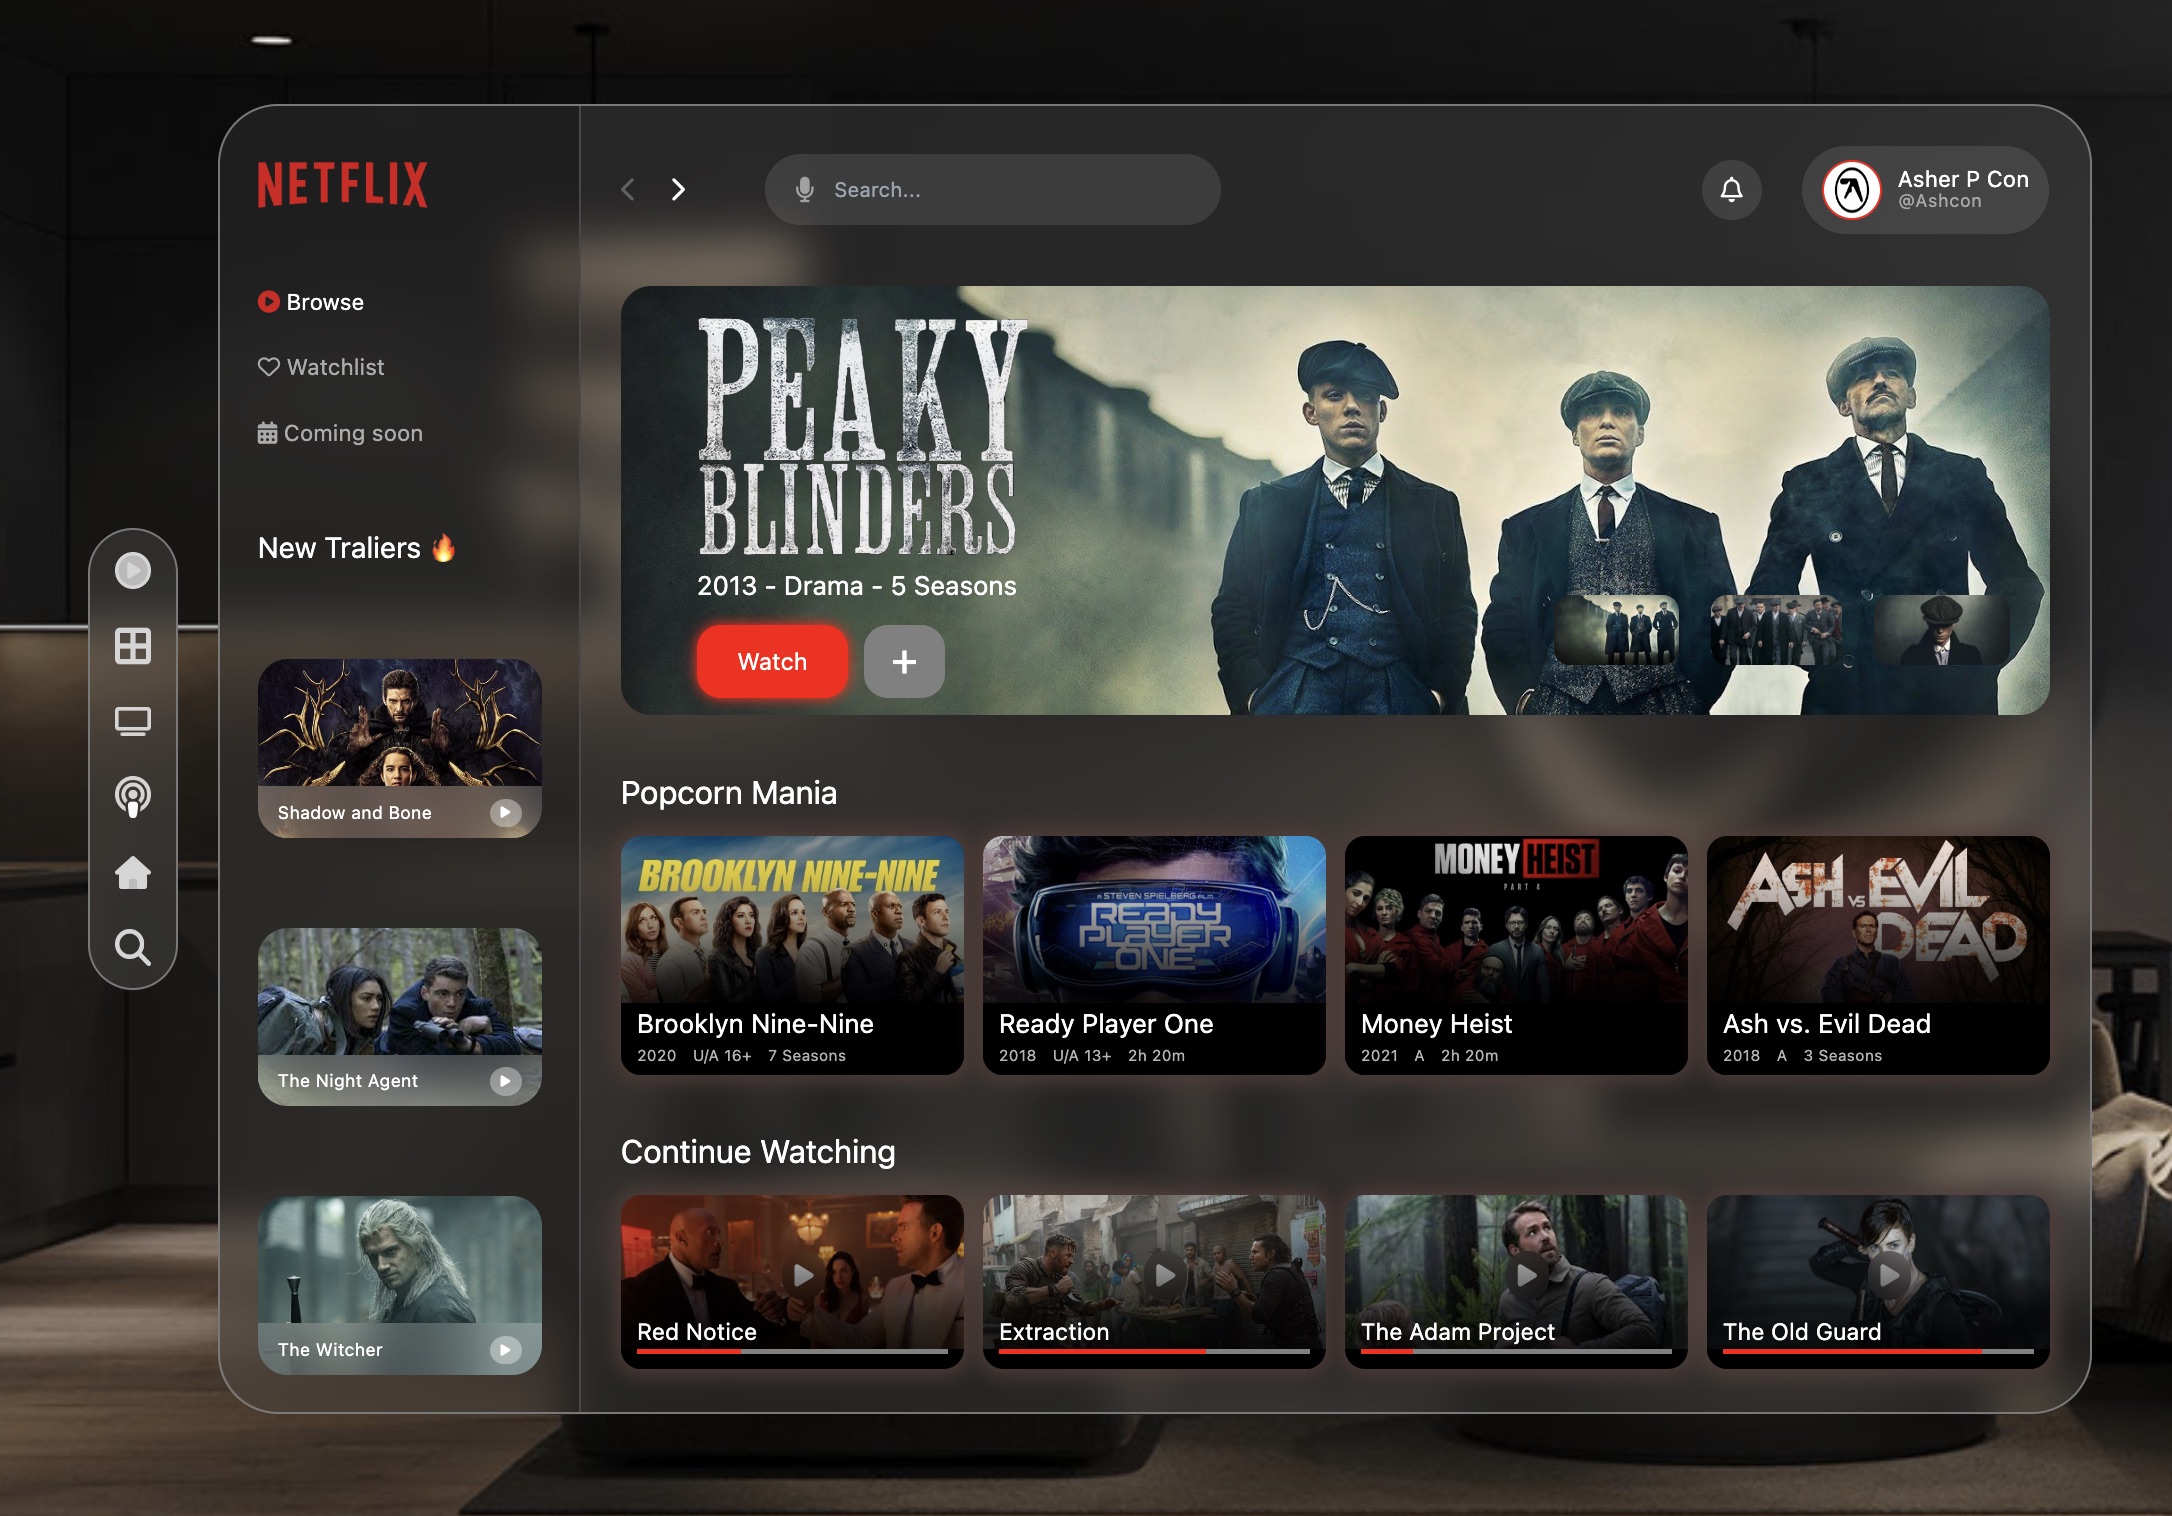 NETFLIX
Search...
Asher P Con
@Ashcon
Browse
Watchlist
Coming soon
New Traliers 🔥
Shadow and Bone
The Night Agent
The Witcher
PEAKY
BLINDERS
2013 - Drama - 5 Seasons
Watch
Popcorn Mania
BROOKLYN NINE-NINE
Brooklyn Nine-Nine
2020 U/A 16+ 7 Seasons
A STEVEN SPIELBERG FILM
READY
PLAYER
ONE
Ready Player One
2018 U/A 13+ 2h 20m
MONEY HEIST
PART 4
Money Heist
2021 A 2h 20m
ASH VS EVIL
DEAD
Ash vs. Evil Dead
2018 A 3 Seasons
Continue Watching
Red Notice
Extraction
The Adam Project
The Old Guard